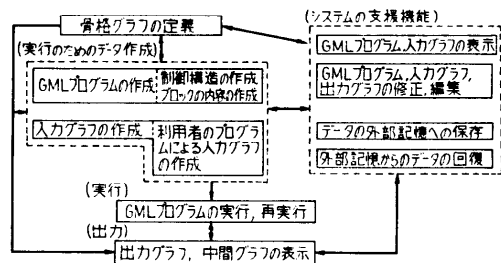 骨格グラフの定義
(実行のためのデータ作成)
GMLプログラムの作成
制御構造の作成
ブロックの内容の作成
入力グラフの作成
利用者のプログラ
ムによる入力グラフ
の作成
(実行)
GMLプログラムの実行,再実行
(出力)
出力グラフ,中間グラフの表示
(システムの支援機能)
GMLプログラム,入力グラフの表示
GMLプログラム,入力グラフ,
出力グラフの修正,編集
データの外部記憶への保存
外部記憶からのデータの回復